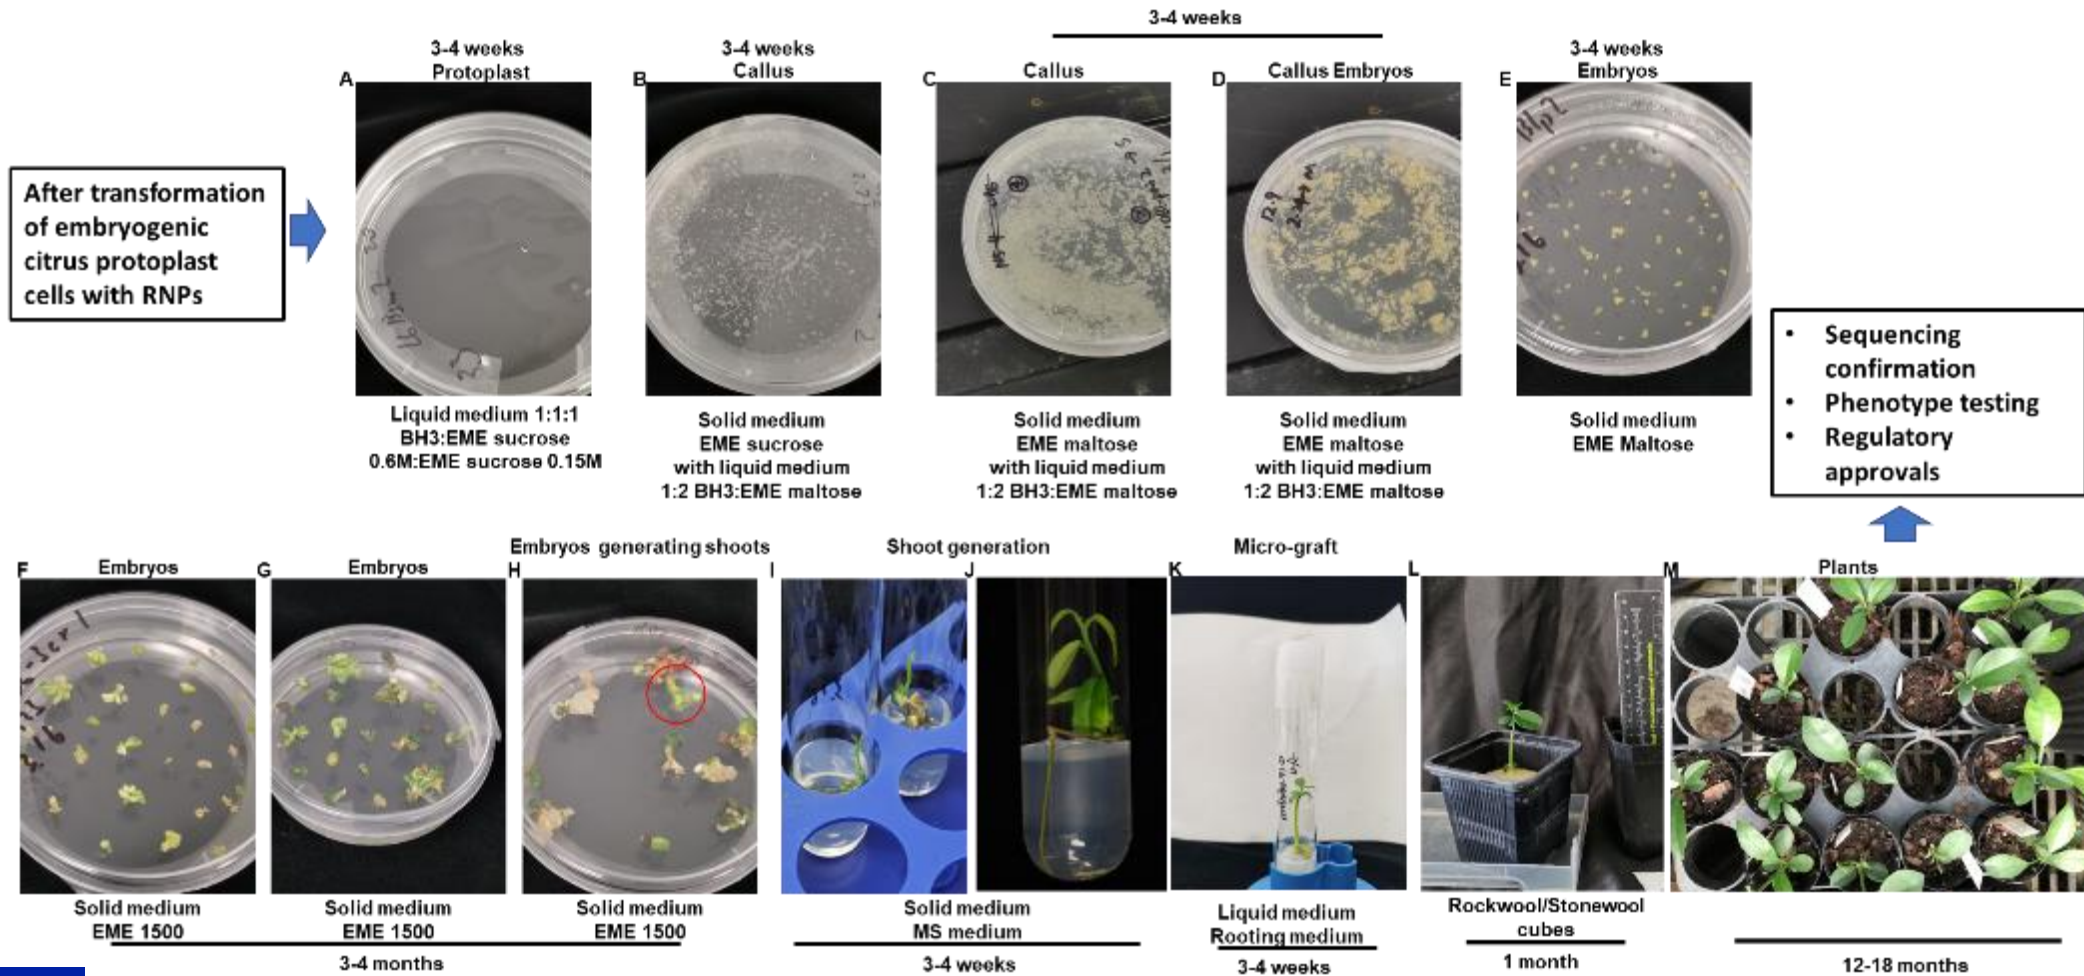 3-4 weeks
3-4 weeks
Protoplast
3-4 weeks
Callus
Callus
Callus Embryos
3-4 weeks
Embryos
A
B
C
D
E
After transformation
of embryogenic
citrus protoplast
cells with RNPs
Liquid medium 1:1:1
BH3:EME sucrose
0.6M:EME sucrose 0.15M
Solid medium
EME sucrose
with liquid medium
1:2 BH3:EME maltose
Solid medium
EME maltose
with liquid medium
1:2 BH3:EME maltose
Solid medium
EME maltose
with liquid medium
1:2 BH3:EME maltose
Solid medium
EME Maltose
• Sequencing
confirmation
• Phenotype testing
• Regulatory
approvals
F
Embryos
G
Embryos
Embryos generating shoots
H
Shoot generation
I
J
Micro-graft
K
L
M
Plants
Solid medium
EME 1500
Solid medium
EME 1500
Solid medium
EME 1500
3-4 months
Solid medium
MS medium
3-4 weeks
Liquid medium
Rooting medium
3-4 weeks
Rockwool/Stonewool
cubes
1 month
12-18 months